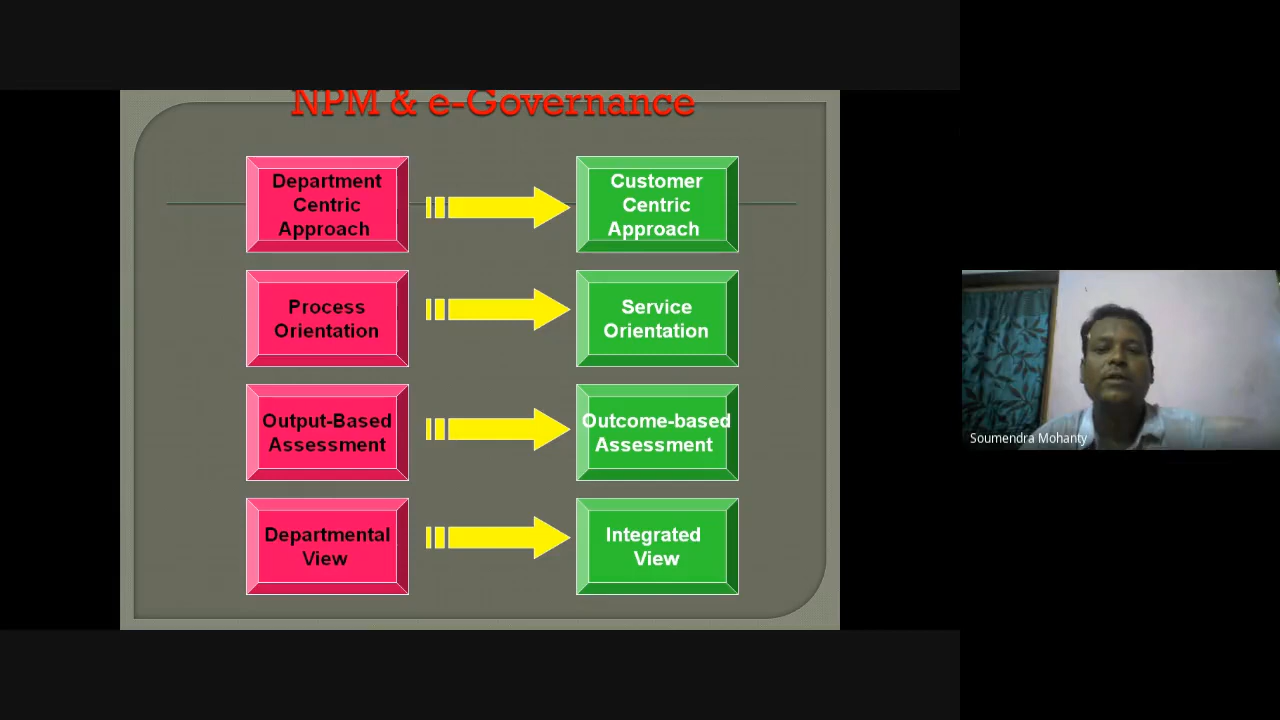 NPM & e-Governance
Department
Centric
Approach
Customer
Centric
Approach
Process
Orientation
Service
Orientation
Output-Based
Assessment
Outcome-based
Assessment
Departmental
View
Integrated
View
Soumendra Mohanty